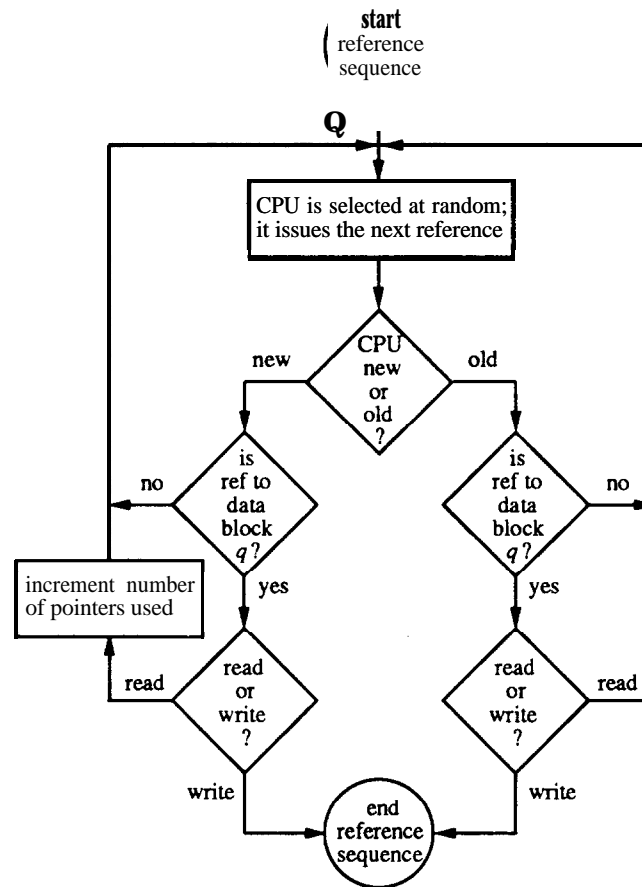 start
( reference
sequence
Q
CPU is selected at random;
it issues the next reference
CPU
new
or
old
?
new
old
is
ref to
data
block
q?
no
yes
is
ref to
data
block
q?
no
yes
increment number
of pointers used
read
or
write
?
read
write
read
or
write
?
read
write
end
reference
sequence